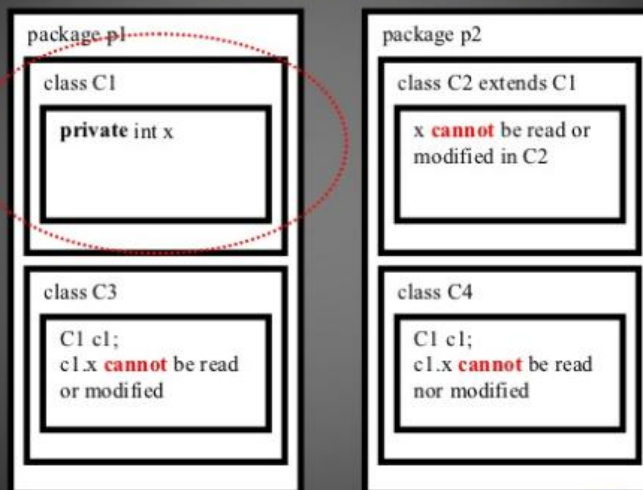 package p1
class C1
private int x
class C3
C1 c1;
c1.x cannot be read
or modified
package p2
class C2 extends C1
x cannot be read or
modified in C2
class C4
C1 c1;
c1.x cannot be read
nor modified